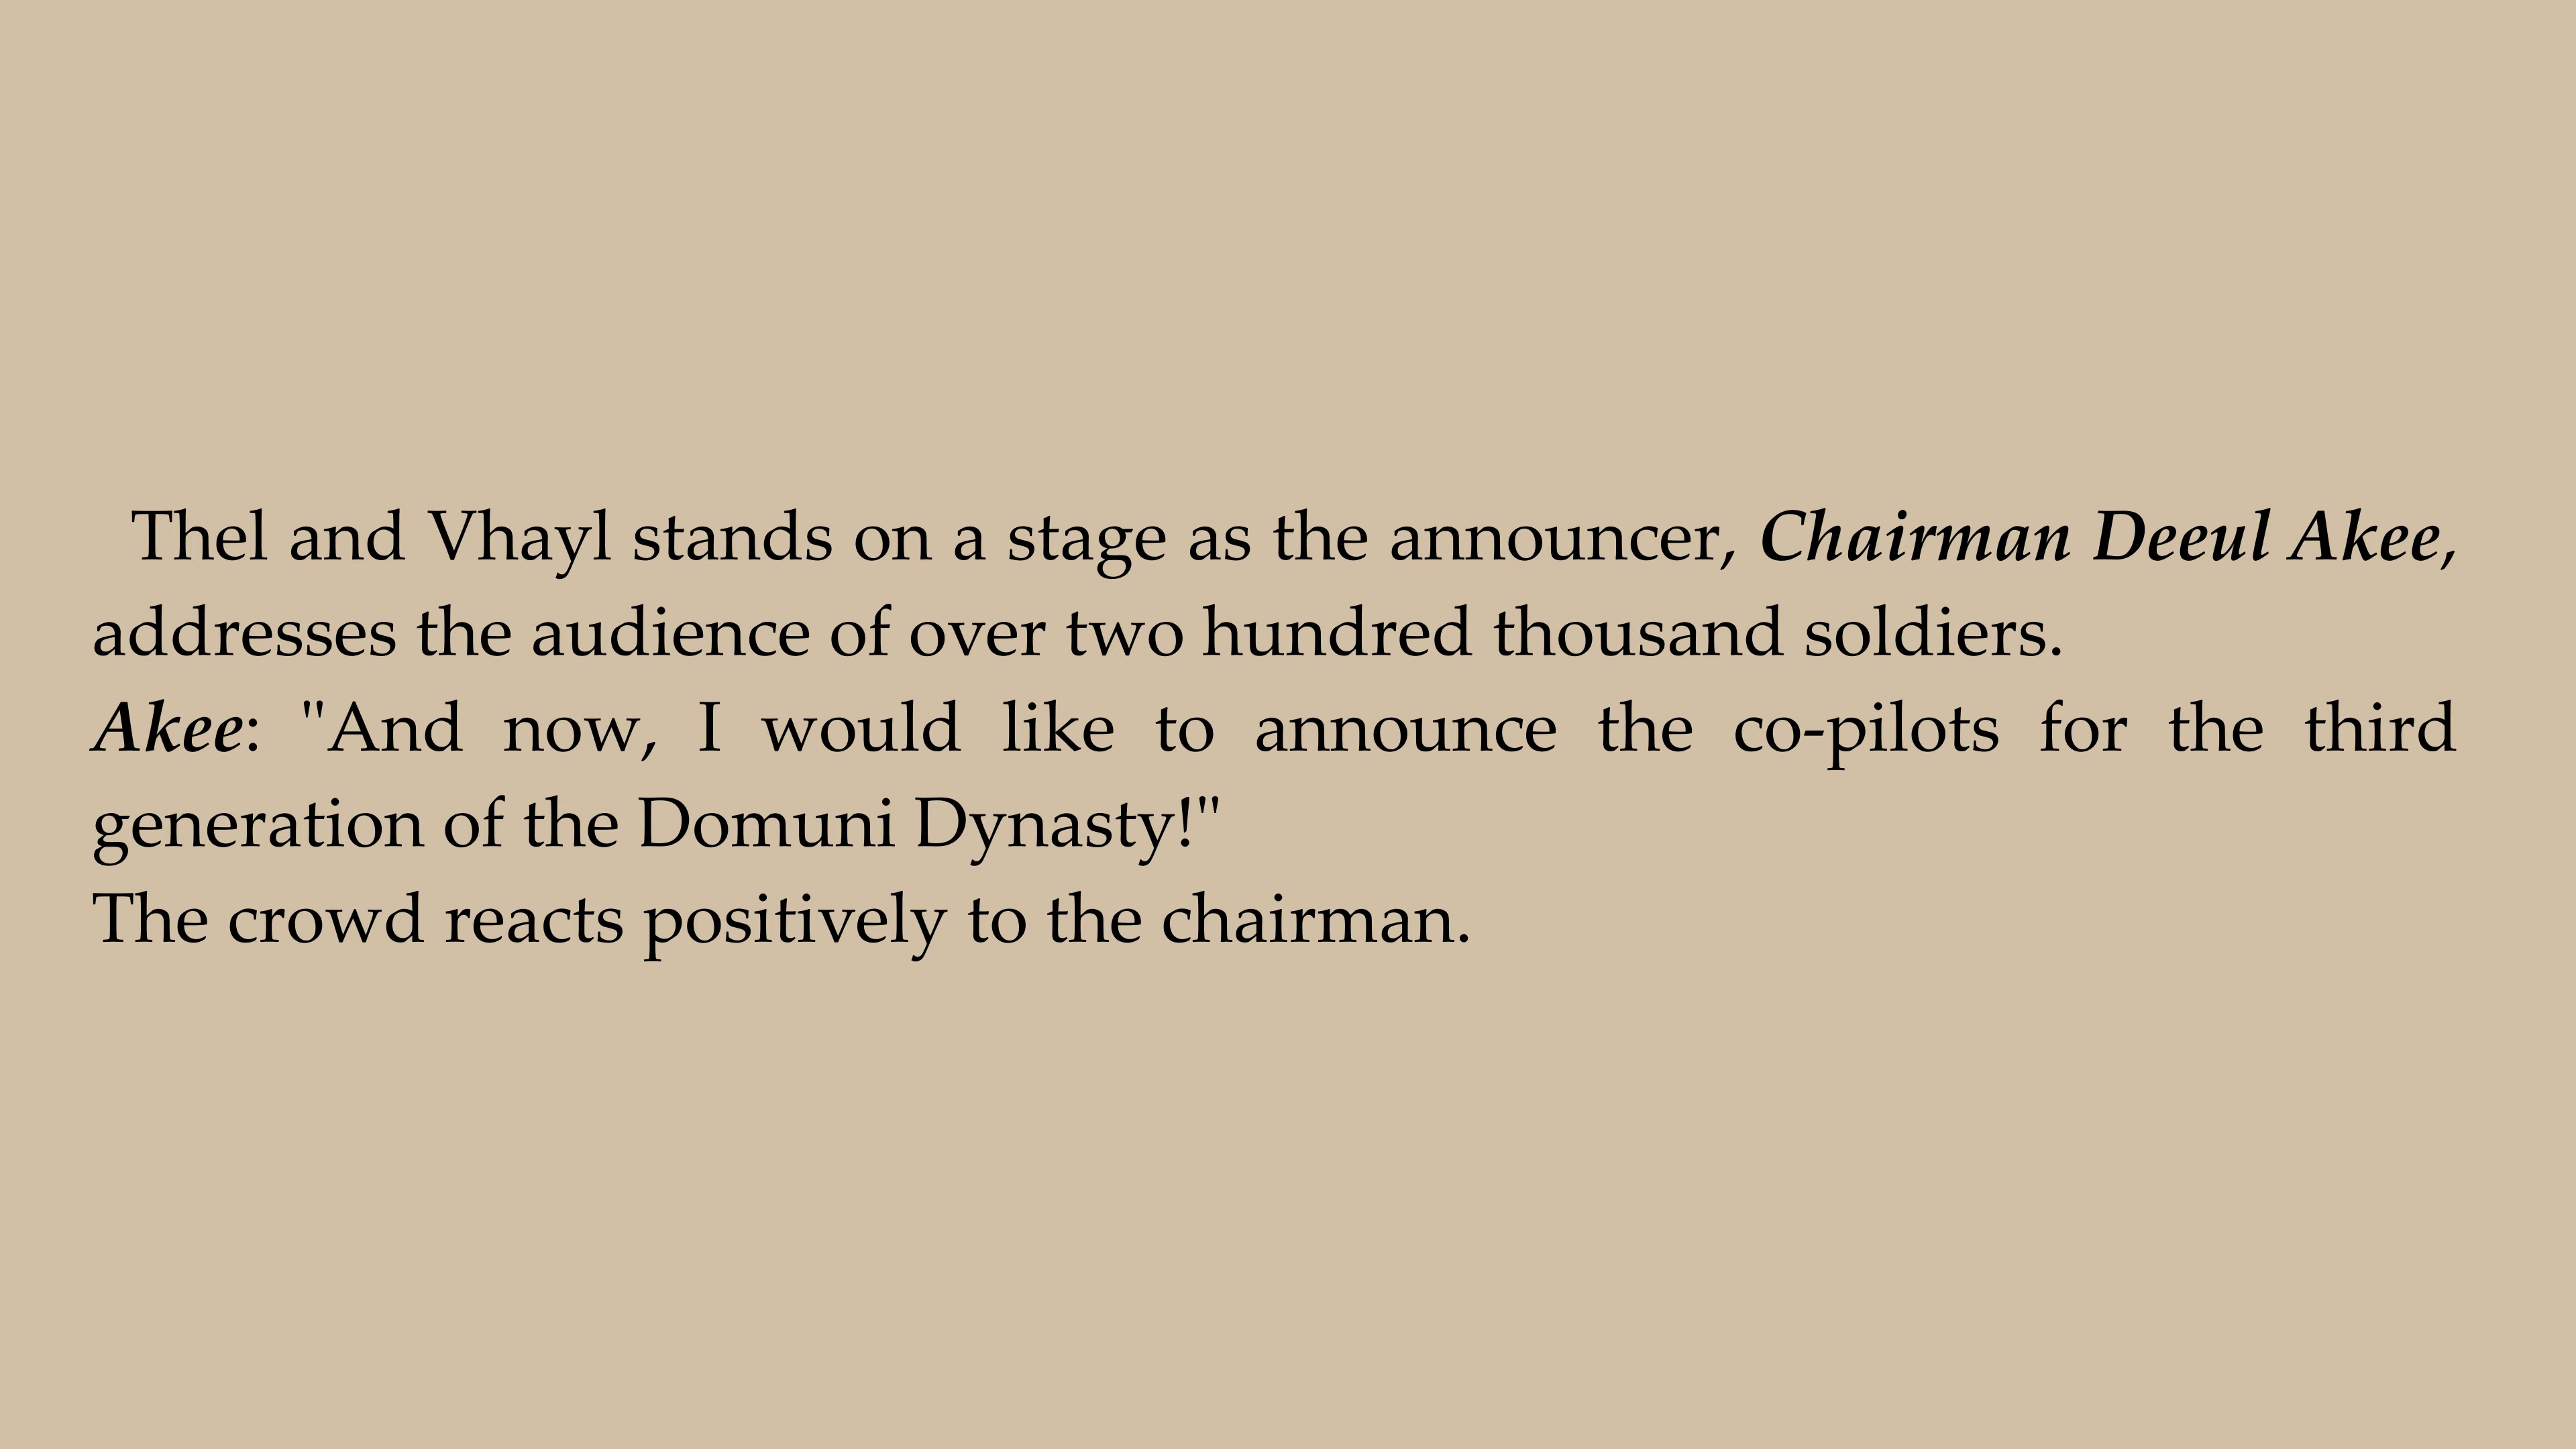 Thel and Vhayl stands on a stage as the announcer, Chairman Deeul Akee,
addresses the audience of over two hundred thousand soldiers.
Akee: "And now, I would like to announce the co-pilots for the third
generation of the Domuni Dynasty!"
The crowd reacts positively to the chairman.